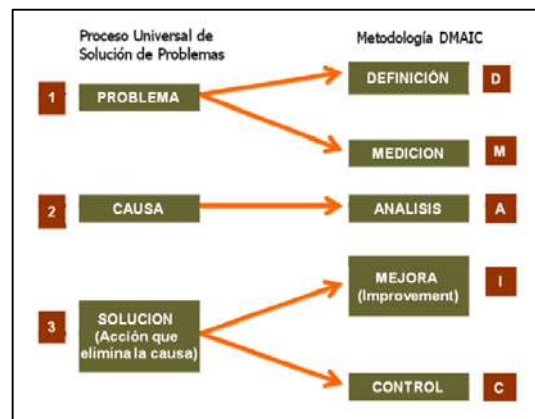 Proceso Universal de
Solución de Problemas
Metodología DMAIC
1
PROBLEMA
DEFINICIÓN
D
MEDICION
M
2
CAUSA
ANALISIS
A
3
SOLUCION
(Acción que
elimina la causa)
MEJORA
(Improvement)
I
CONTROL
C